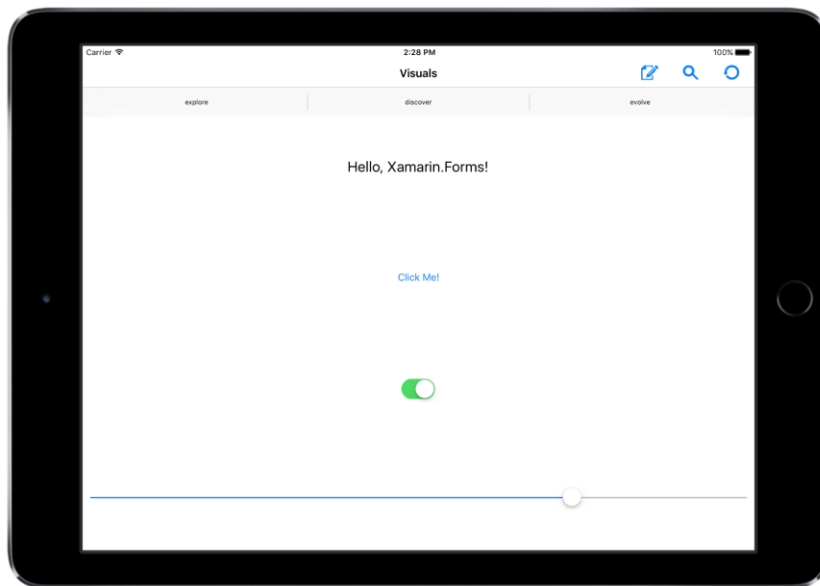 Carrier 2:28 PM 100%
Visuals
explore discover evolve
Hello, Xamarin.Forms!
Click Me!